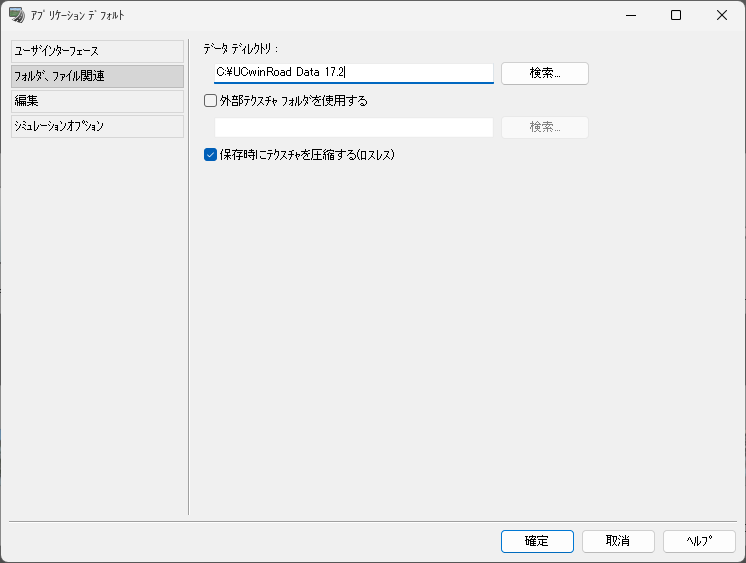 ｱﾌﾟﾘｹｰｼｮﾝ ﾃﾞﾌｫﾙﾄ
ﾕｰｻﾞｲﾝﾀｰﾌｪｰｽ
ﾌｫﾙﾀﾞ､ﾌｧｲﾙ関連
編集
ｼﾐｭﾚｰｼｮﾝｵﾌﾟｼｮﾝ
ﾃﾞｰﾀ ﾃﾞｨﾚｸﾄﾘ :
C:¥UCwinRoad Data 17.2
検索...
外部ﾃｸｽﾁｬ ﾌｫﾙﾀﾞを使用する
検索...
保存時にﾃｸｽﾁｬを圧縮する(ﾛｽﾚｽ)
確定
取消
ﾍﾙﾌﾟ